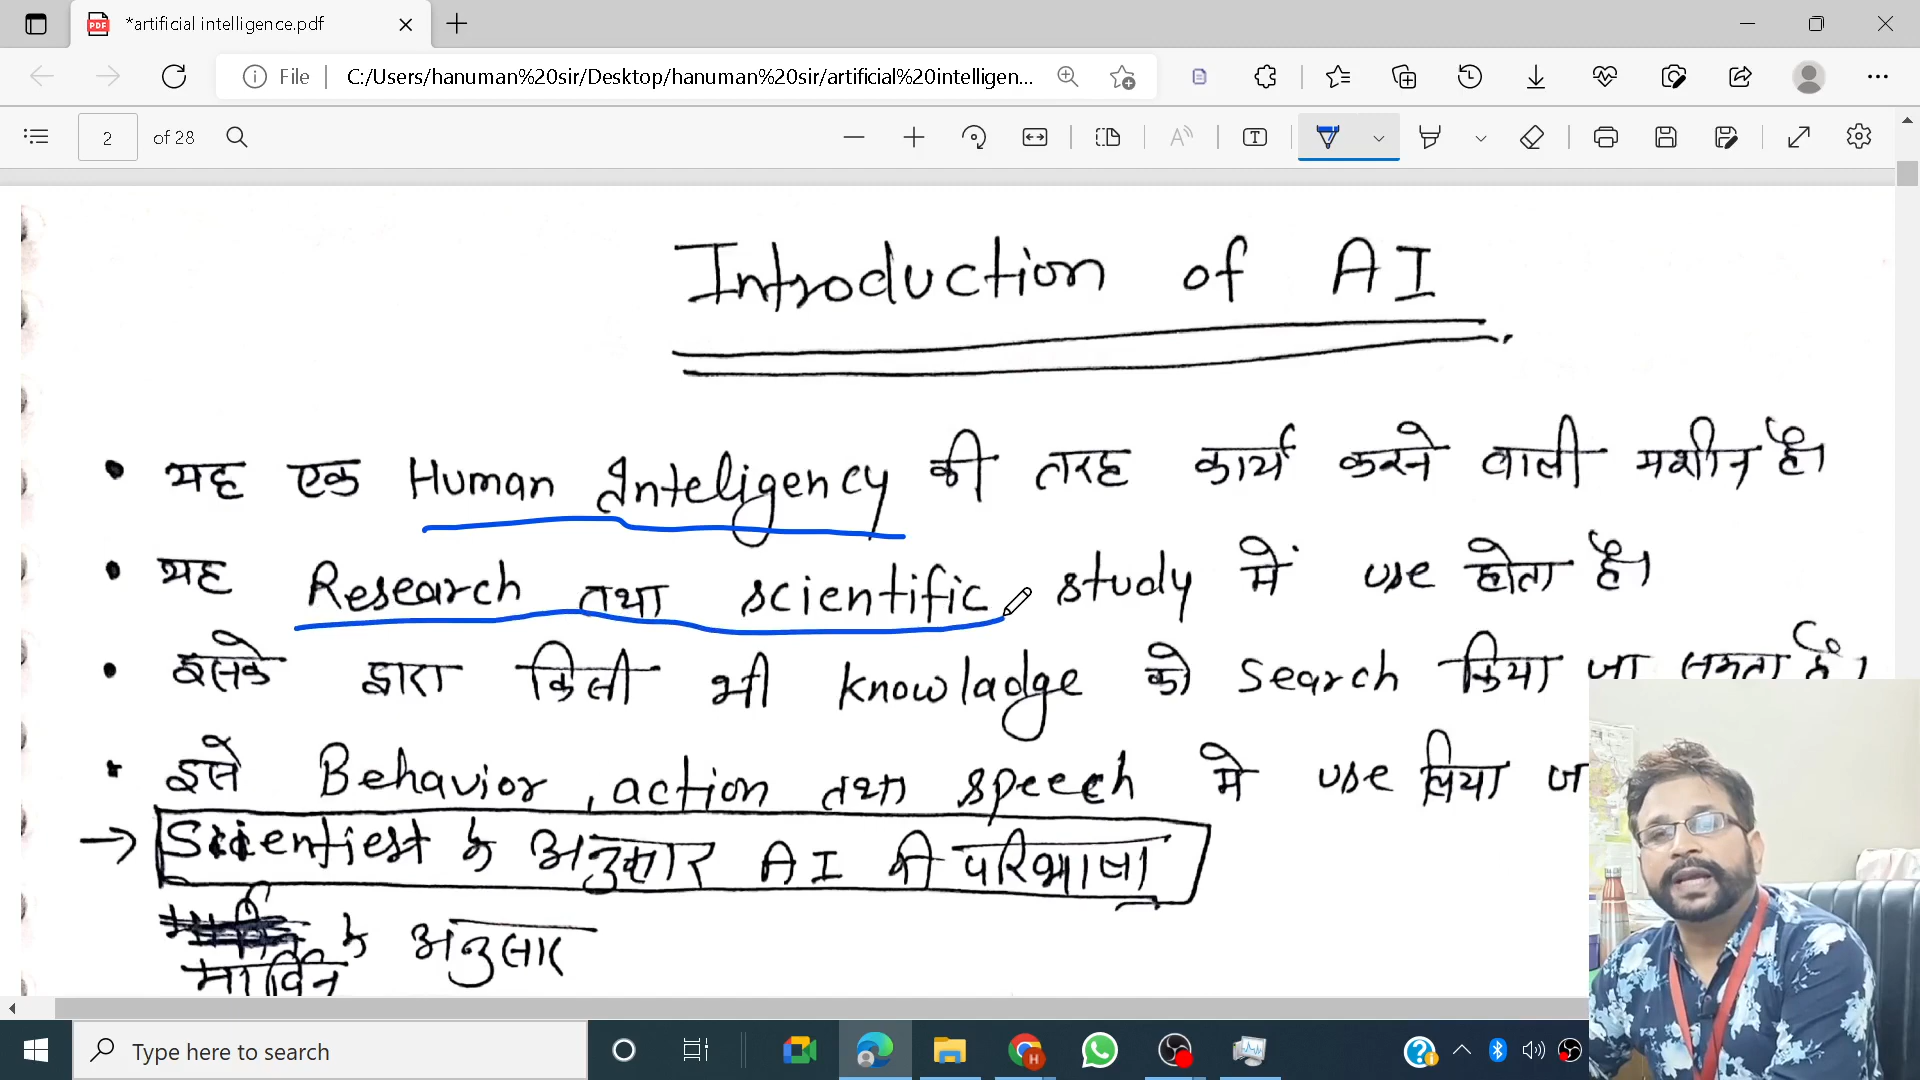 *artificial intelligence.pdf
File
C:/Users/hanuman%20sir/Desktop/hanuman%20sir/artificial%20intelligen...
2 of 28
Introduction of AI
• यह एक Human Inteligency की तरह कार्य करने वाली मशीन है।
• यह Research तथा scientific study में use होता है।
• इसके द्वारा किसी भी knowladge को search किया जा सकता है।
• इसे Behavior, action तथा speech मे use लिया ज
→ Scientiest के अनुसार AI की परिभाषा
के अनुसार
मार्विन
Type here to search